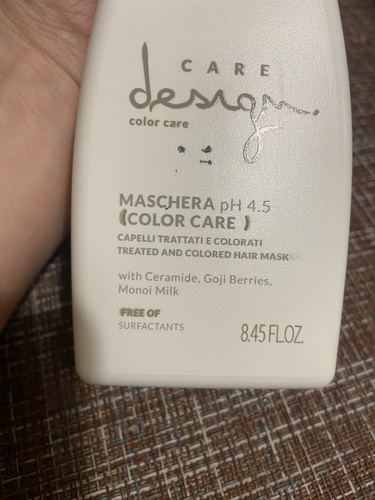 CARE
design.
color care
MASCHERA pH 4.5
(COLOR CARE )
CAPELLI TRATTATI E COLORATI
TREATED AND COLORED HAIR MASK
with Ceramide, Goji Berries,
Monoi Milk
FREE OF
SURFACTANTS
8.45 FL.OZ.